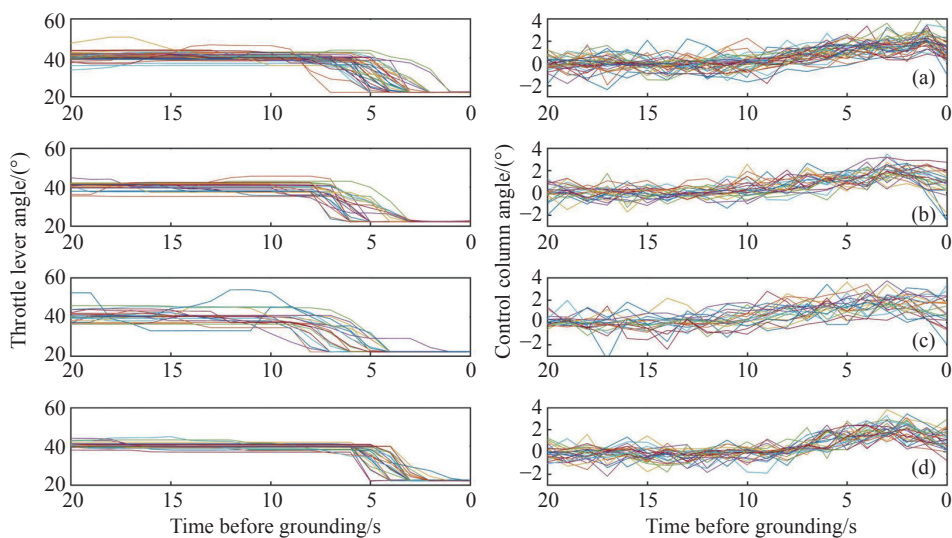 60
40
20
20 15 10 5 0
4
2
0
−2
(a)
20 15 10 5 0
60
40
20
20 15 10 5 0
4
2
0
−2
(b)
20 15 10 5 0
60
40
20
20 15 10 5 0
4
2
0
−2
(c)
20 15 10 5 0
60
40
20
20 15 10 5 0
4
2
0
−2
(d)
20 15 10 5 0
Throttle lever angle/(°)
Control column angle/(°)
Time before grounding/s
Time before grounding/s